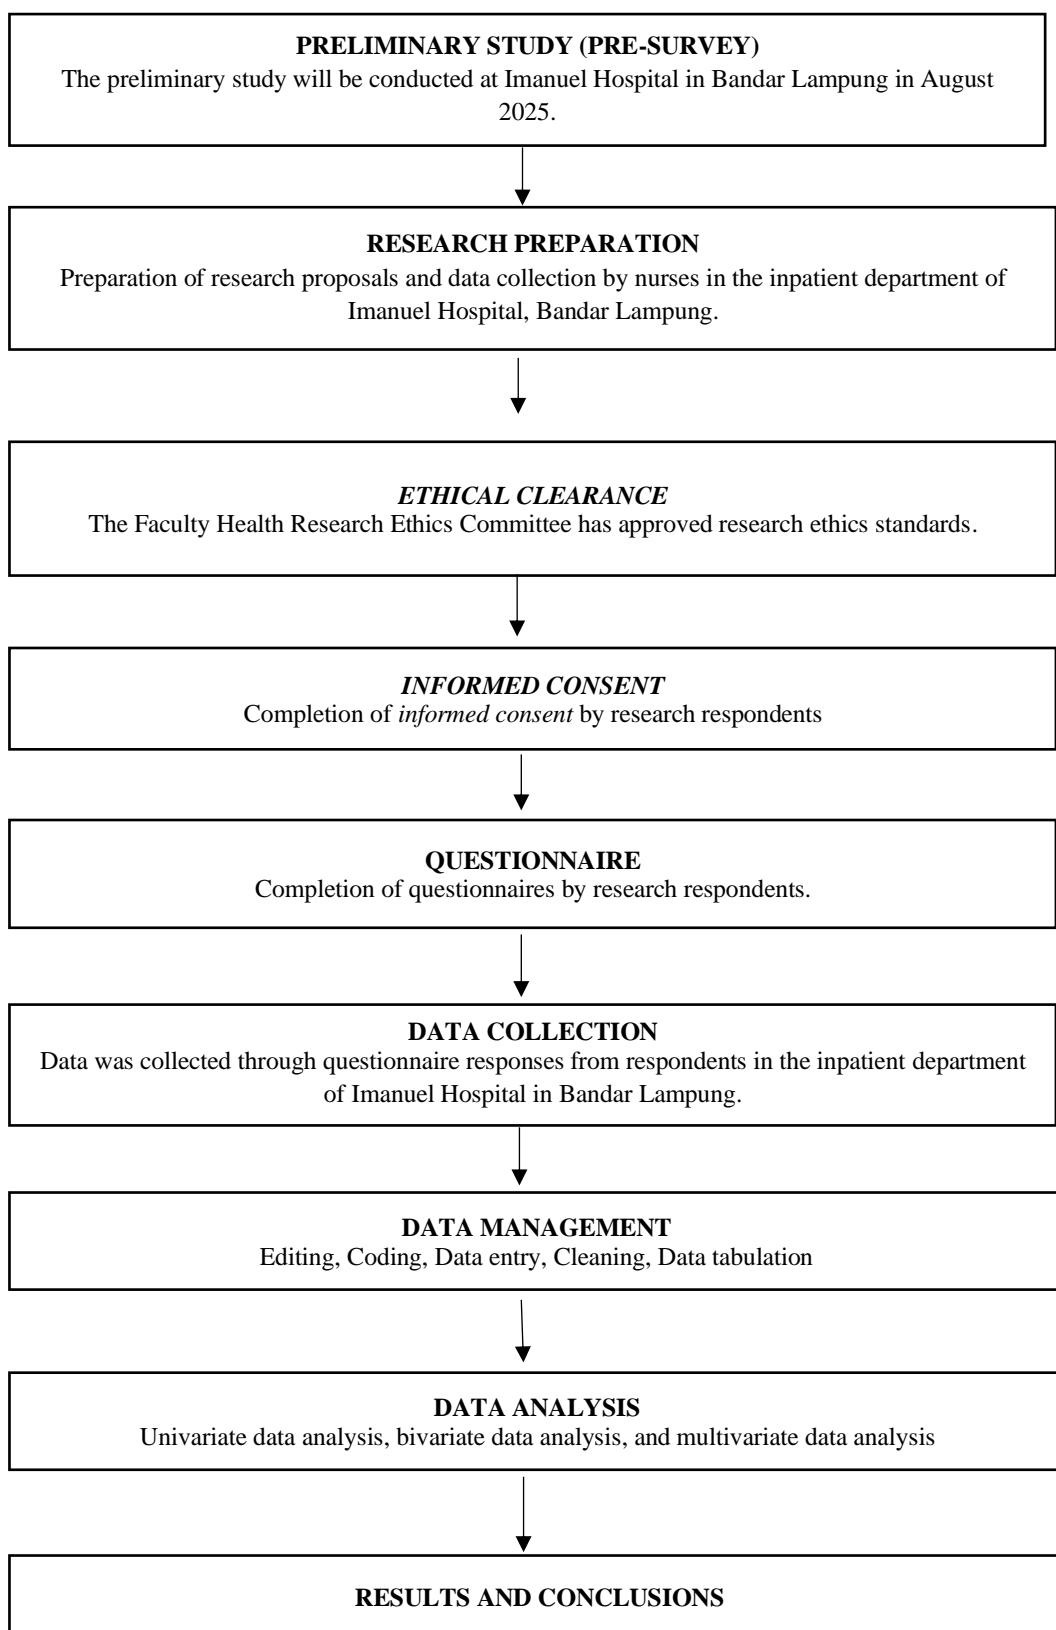 PRELIMINARY STUDY (PRE-SURVEY)
The preliminary study will be conducted at Imanuel Hospital in Bandar Lampung in August
2025.
RESEARCH PREPARATION
Preparation of research proposals and data collection by nurses in the inpatient department of
Imanuel Hospital, Bandar Lampung.
ETHICAL CLEARANCE
The Faculty Health Research Ethics Committee has approved research ethics standards.
INFORMED CONSENT
Completion of informed consent by research respondents
QUESTIONNAIRE
Completion of questionnaires by research respondents.
DATA COLLECTION
Data was collected through questionnaire responses from respondents in the inpatient department
of Imanuel Hospital in Bandar Lampung.
DATA MANAGEMENT
Editing, Coding, Data entry, Cleaning, Data tabulation
DATA ANALYSIS
Univariate data analysis, bivariate data analysis, and multivariate data analysis
RESULTS AND CONCLUSIONS